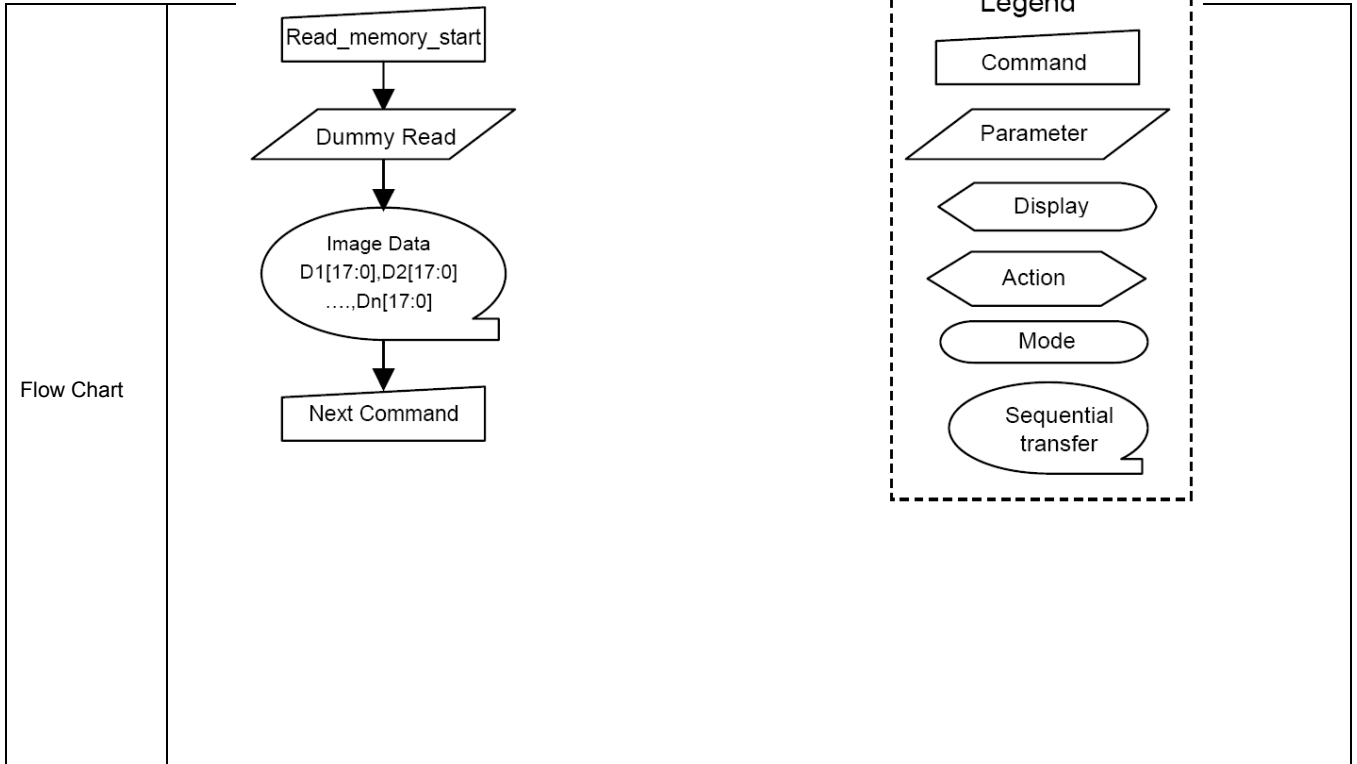 Flow Chart
Read_memory_start
Dummy Read
Image Data
D1[17:0],D2[17:0]
....,Dn[17:0]
Next Command
Legend
Command
Parameter
Display
Action
Mode
Sequential
transfer